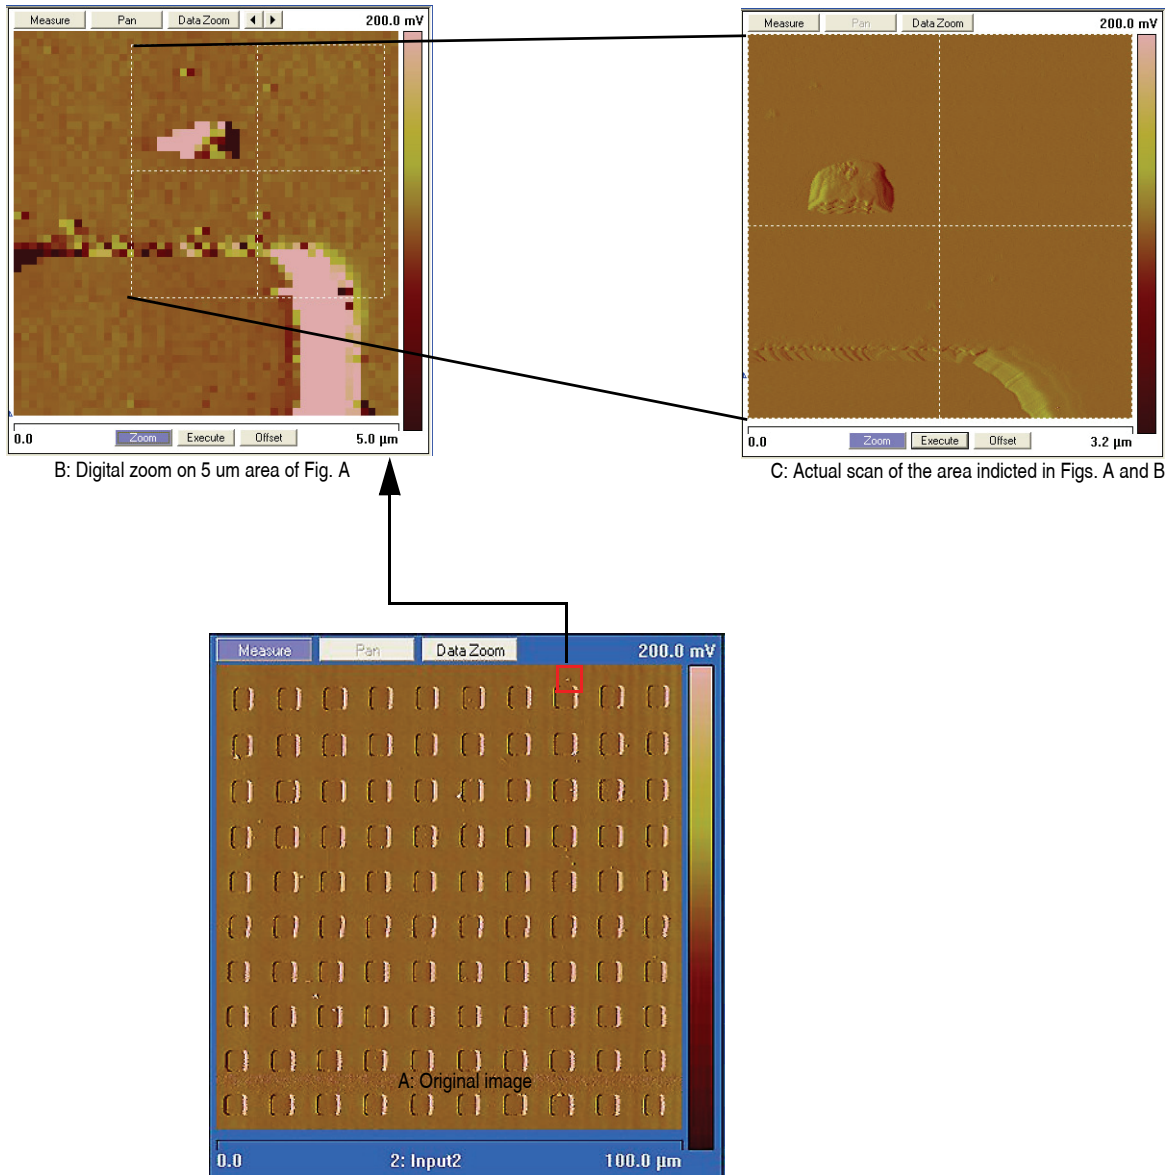 Measure Pan Data Zoom 200.0 mV
0.0 Zoom Execute Offset 5.0 µm
B: Digital zoom on 5 um area of Fig. A
Measure Pan Data Zoom 200.0 mV
0.0 Zoom Execute Offset 3.2 µm
C: Actual scan of the area indicted in Figs. A and B
Measure Pan Data Zoom 200.0 mV
A: Original image
0.0 2: Input2 100.0 µm